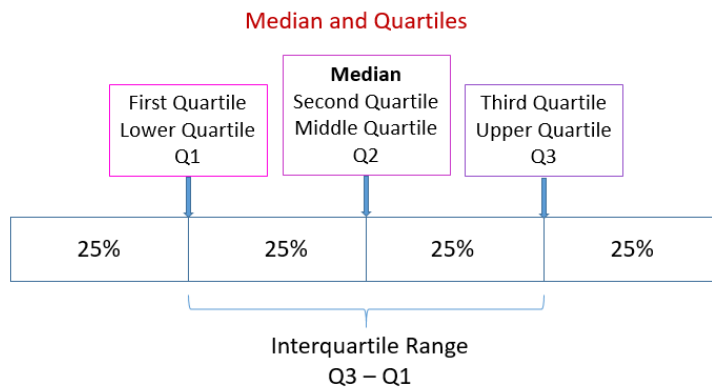 Median and Quartiles
First Quartile
Lower Quartile
Q1
Median
Second Quartile
Middle Quartile
Q2
Third Quartile
Upper Quartile
Q3
25%
25%
25%
25%
Interquartile Range
Q3 – Q1